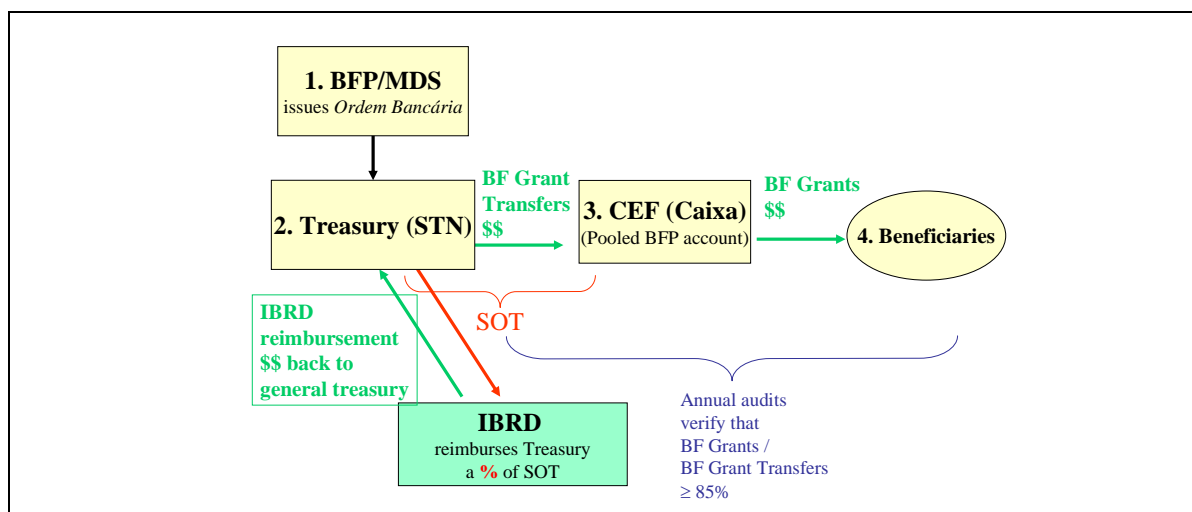 1. BFP/MDS
issues Ordem Bancária
2. Treasury (STN)
BF Grant
Transfers
$$
3. CEF (Caixa)
(Pooled BFP account)
BF Grants
$$
4. Beneficiaries
SOT
IBRD
reimbursement
$$ back to
general treasury
IBRD
reimburses Treasury
a % of SOT
Annual audits
verify that
BF Grants /
BF Grant Transfers
≥ 85%